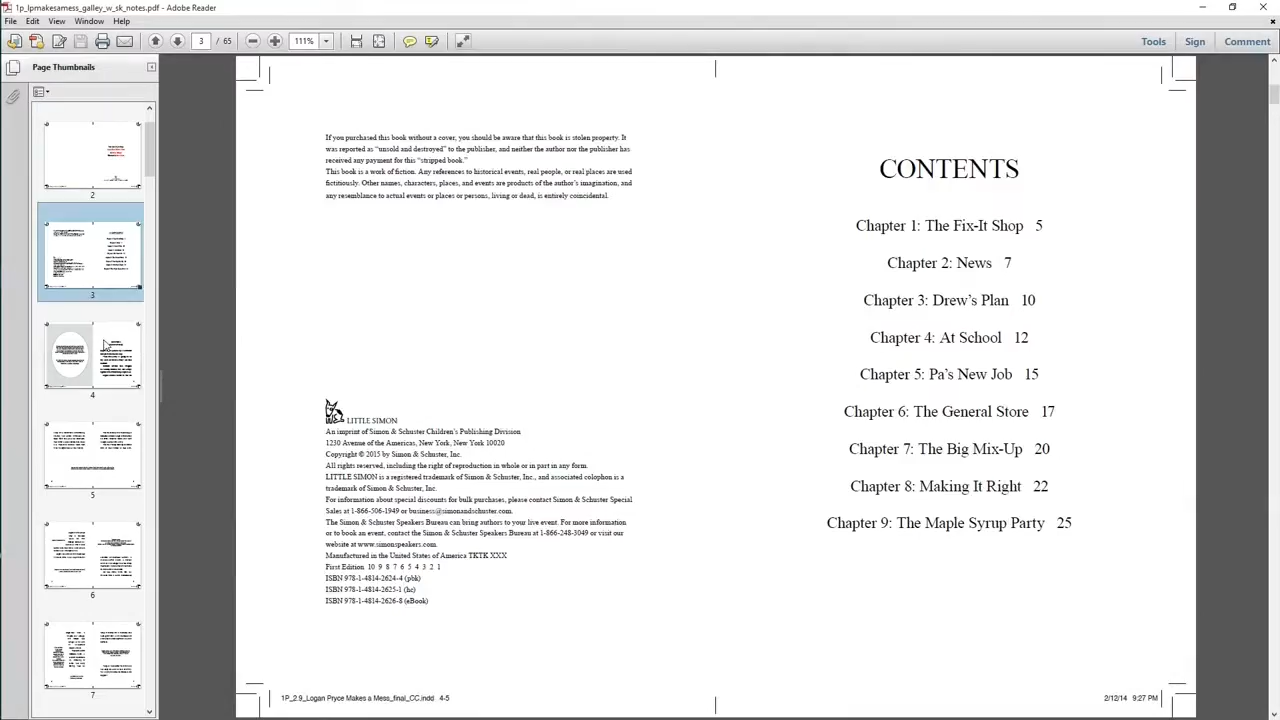 1p_lpmakesamess_galley_w_sk_notes.pdf - Adobe Reader
File Edit View Window Help
3 / 65 111% Tools Sign Comment
Page Thumbnails
2
3
4
5
6
7
If you purchased this book without a cover, you should be aware that this book is stolen property. It
was reported as “unsold and destroyed” to the publisher, and neither the author nor the publisher has
received any payment for this “stripped book.”
This book is a work of fiction. Any references to historical events, real people, or real places are used
fictitiously. Other names, characters, places, and events are products of the author’s imagination, and
any resemblance to actual events or places or persons, living or dead, is entirely coincidental.
LITTLE SIMON
An imprint of Simon & Schuster Children’s Publishing Division
1230 Avenue of the Americas, New York, New York 10020
Copyright © 2015 by Simon & Schuster, Inc.
All rights reserved, including the right of reproduction in whole or in part in any form.
LITTLE SIMON is a registered trademark of Simon & Schuster, Inc., and associated colophon is a
trademark of Simon & Schuster, Inc.
For information about special discounts for bulk purchases, please contact Simon & Schuster Special
Sales at 1-866-506-1949 or business@simonandschuster.com.
The Simon & Schuster Speakers Bureau can bring authors to your live event. For more information
or to book an event, contact the Simon & Schuster Speakers Bureau at 1-866-248-3049 or visit our
website at www.simonspeakers.com.
Manufactured in the United States of America TKTK XXX
First Edition 10 9 8 7 6 5 4 3 2 1
ISBN 978-1-4814-2624-4 (pbk)
ISBN 978-1-4814-2625-1 (hc)
ISBN 978-1-4814-2626-8 (eBook)
CONTENTS
Chapter 1: The Fix-It Shop 5
Chapter 2: News 7
Chapter 3: Drew’s Plan 10
Chapter 4: At School 12
Chapter 5: Pa’s New Job 15
Chapter 6: The General Store 17
Chapter 7: The Big Mix-Up 20
Chapter 8: Making It Right 22
Chapter 9: The Maple Syrup Party 25
1P_2.9_Logan Pryce Makes a Mess_final_CC.indd 4-5
2/12/14 9:27 PM